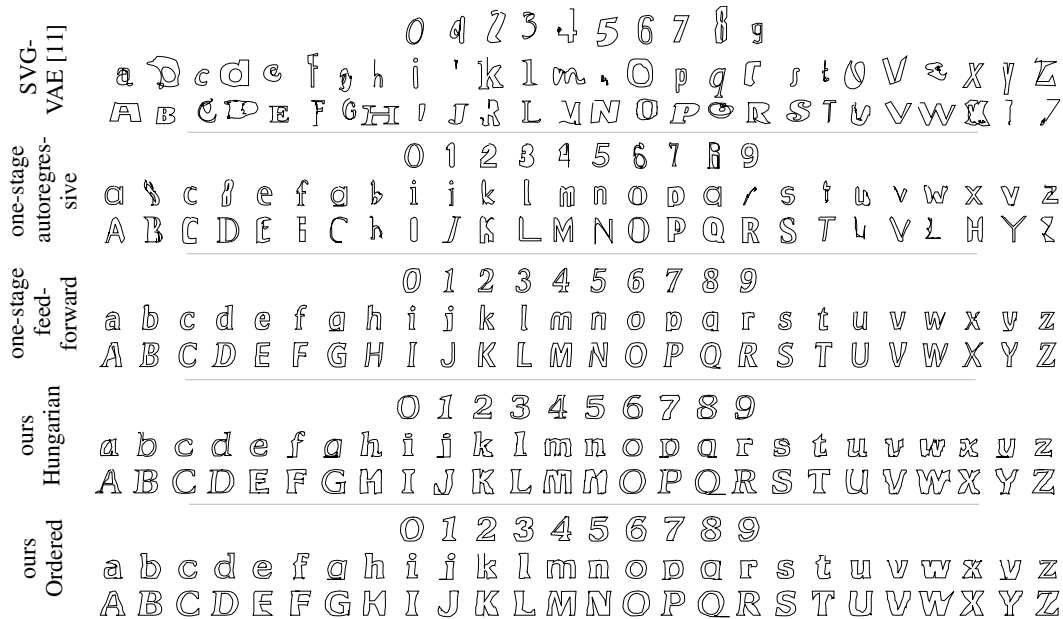 SVG-
VAE [11]
0 q 2 3 4 5 6 7 8 g
a c d e f g h i ' k l m O p q r s t V X y Z
A B C D E F G H ' J R L M N O P R S T U V W
one-stage
autoregres-
sive
0 1 2 3 4 5 6 7 8 9
a c 8 e f g b i j k l m n o p a r s t u v w x v z
A B C D E i C h I J K L M N O P Q R S T L V L H Y Z
one-stage
feed-
forward
0 1 2 3 4 5 6 7 8 9
a b c d e f g h i j k l m n o p q r s t u v w x y z
A B C D E F G H I J K L M N O P Q R S T U V W X Y Z
ours
Hungarian
0 1 2 3 4 5 6 7 8 9
a b c d e f g h i j k l m n o p q r s t u v w x y z
A B C D E F G H I J K L M N O P Q R S T U V W X Y Z
ours
Ordered
0 1 2 3 4 5 6 7 8 9
a b c d e f g h i j k l m n o p q r s t u v w x y z
A B C D E F G H I J K L M N O P Q R S T U V W X Y Z